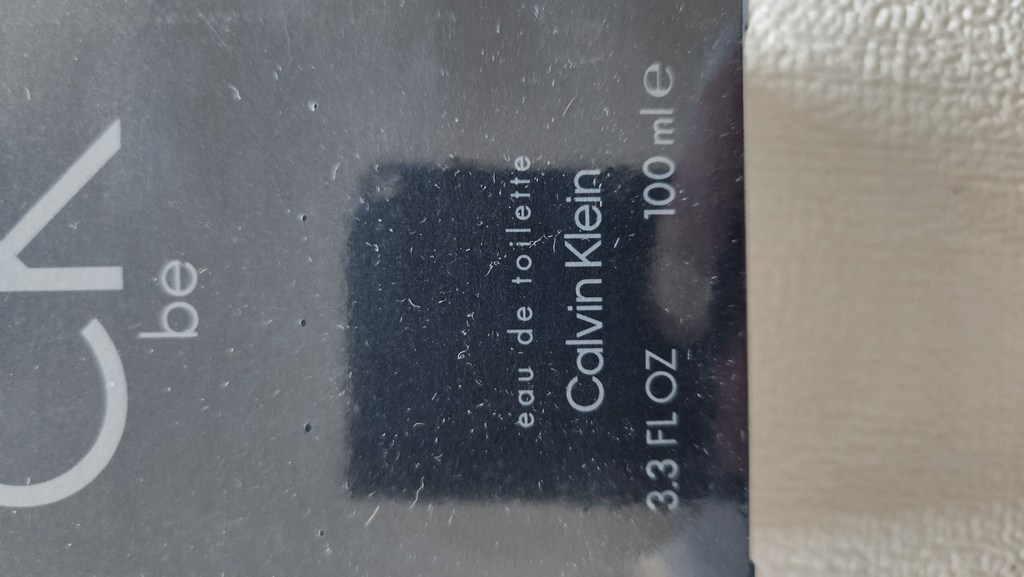 CK
be
eau de toilette
Calvin Klein
3.3 FL OZ 100 ml e